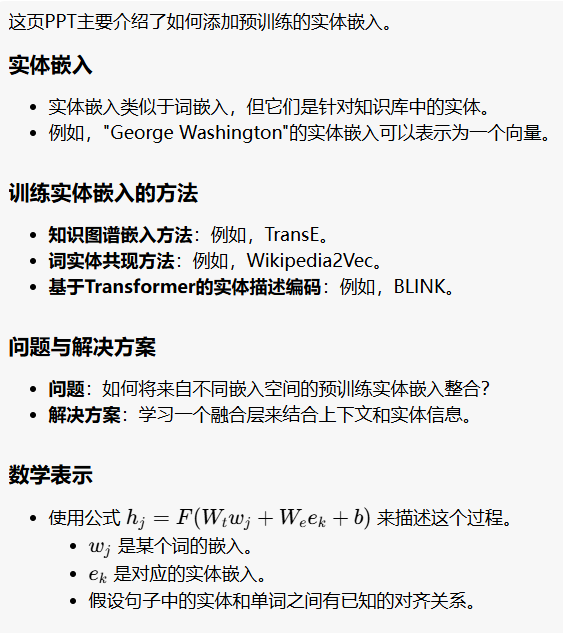 这页PPT主要介绍了如何添加预训练的实体嵌入。
实体嵌入
• 实体嵌入类似于词嵌入，但它们是针对知识库中的实体。
• 例如，"George Washington"的实体嵌入可以表示为一个向量。
训练实体嵌入的方法
• 知识图谱嵌入方法：例如，TransE。
• 词实体共现方法：例如，Wikipedia2Vec。
• 基于Transformer的实体描述编码：例如，BLINK。
问题与解决方案
• 问题：如何将来自不同嵌入空间的预训练实体嵌入整合？
• 解决方案：学习一个融合层来结合上下文和实体信息。
数学表示
• 使用公式 h_j = F(W_t w_j + W_e e_k + b) 来描述这个过程。
• w_j 是某个词的嵌入。
• e_k 是对应的实体嵌入。
• 假设句子中的实体和单词之间有已知的对齐关系。